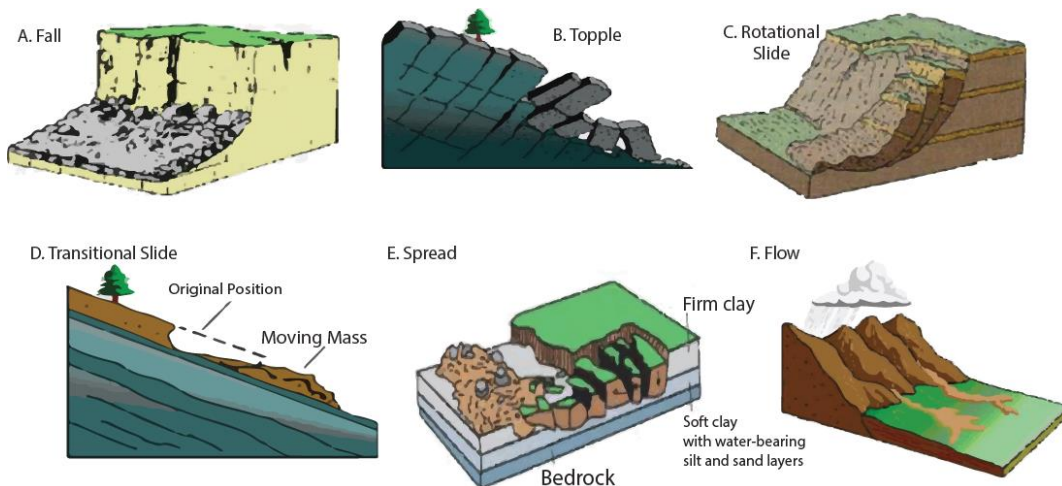 A. Fall
B. Topple
C. Rotational
Slide
D. Transitional Slide
Original Position
Moving Mass
E. Spread
Firm clay
Soft clay
with water-bearing
silt and sand layers
Bedrock
F. Flow